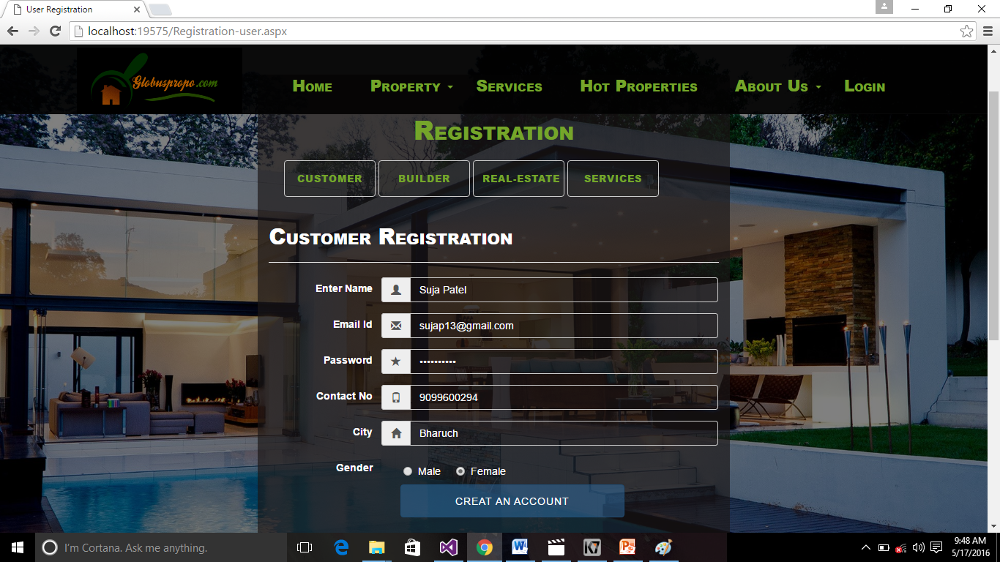 User Registration
localhost:19575/Registration-user.aspx
Globuspropo.com
Home Property Services Hot Properties About Us Login
Registration
CUSTOMER BUILDER REAL-ESTATE SERVICES
Customer Registration
Enter Name Suja Patel
Email Id sujap13@gmail.com
Password ••••••••••
Contact No 9099600294
City Bharuch
Gender Male Female
CREAT AN ACCOUNT
I'm Cortana. Ask me anything.
9:48 AM
5/17/2016